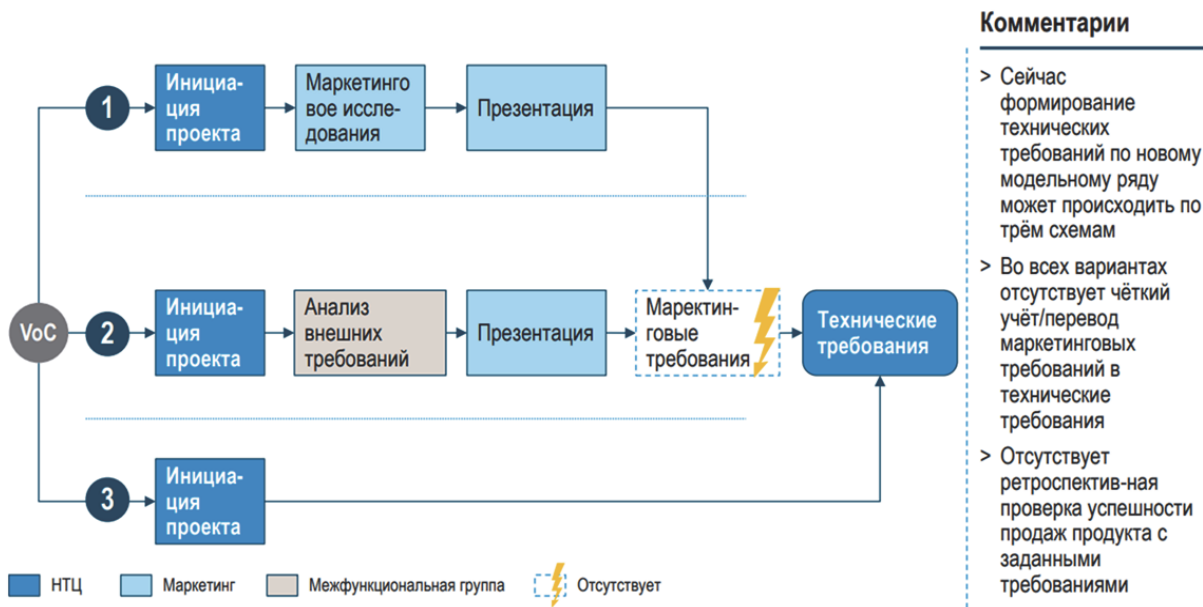 Комментарии
1
Инициа-
ция
проекта
Маркетинго
вое иссле-
дования
Презентация
VoC
2
Инициа-
ция
проекта
Анализ
внешних
требований
Презентация
Маректин-
говые
требования
Технические
требования
3
Инициа-
ция
проекта
> Сейчас
формирование
технических
требований по новому
модельному ряду
может происходить по
трём схемам
> Во всех вариантах
отсутствует чёткий
учёт/перевод
маркетинговых
требований в
технические
требования
> Отсутствует
ретроспектив-ная
проверка успешности
продаж продукта с
заданными
требованиями
НТЦ
Маркетинг
Межфункциональная группа
Отсутствует